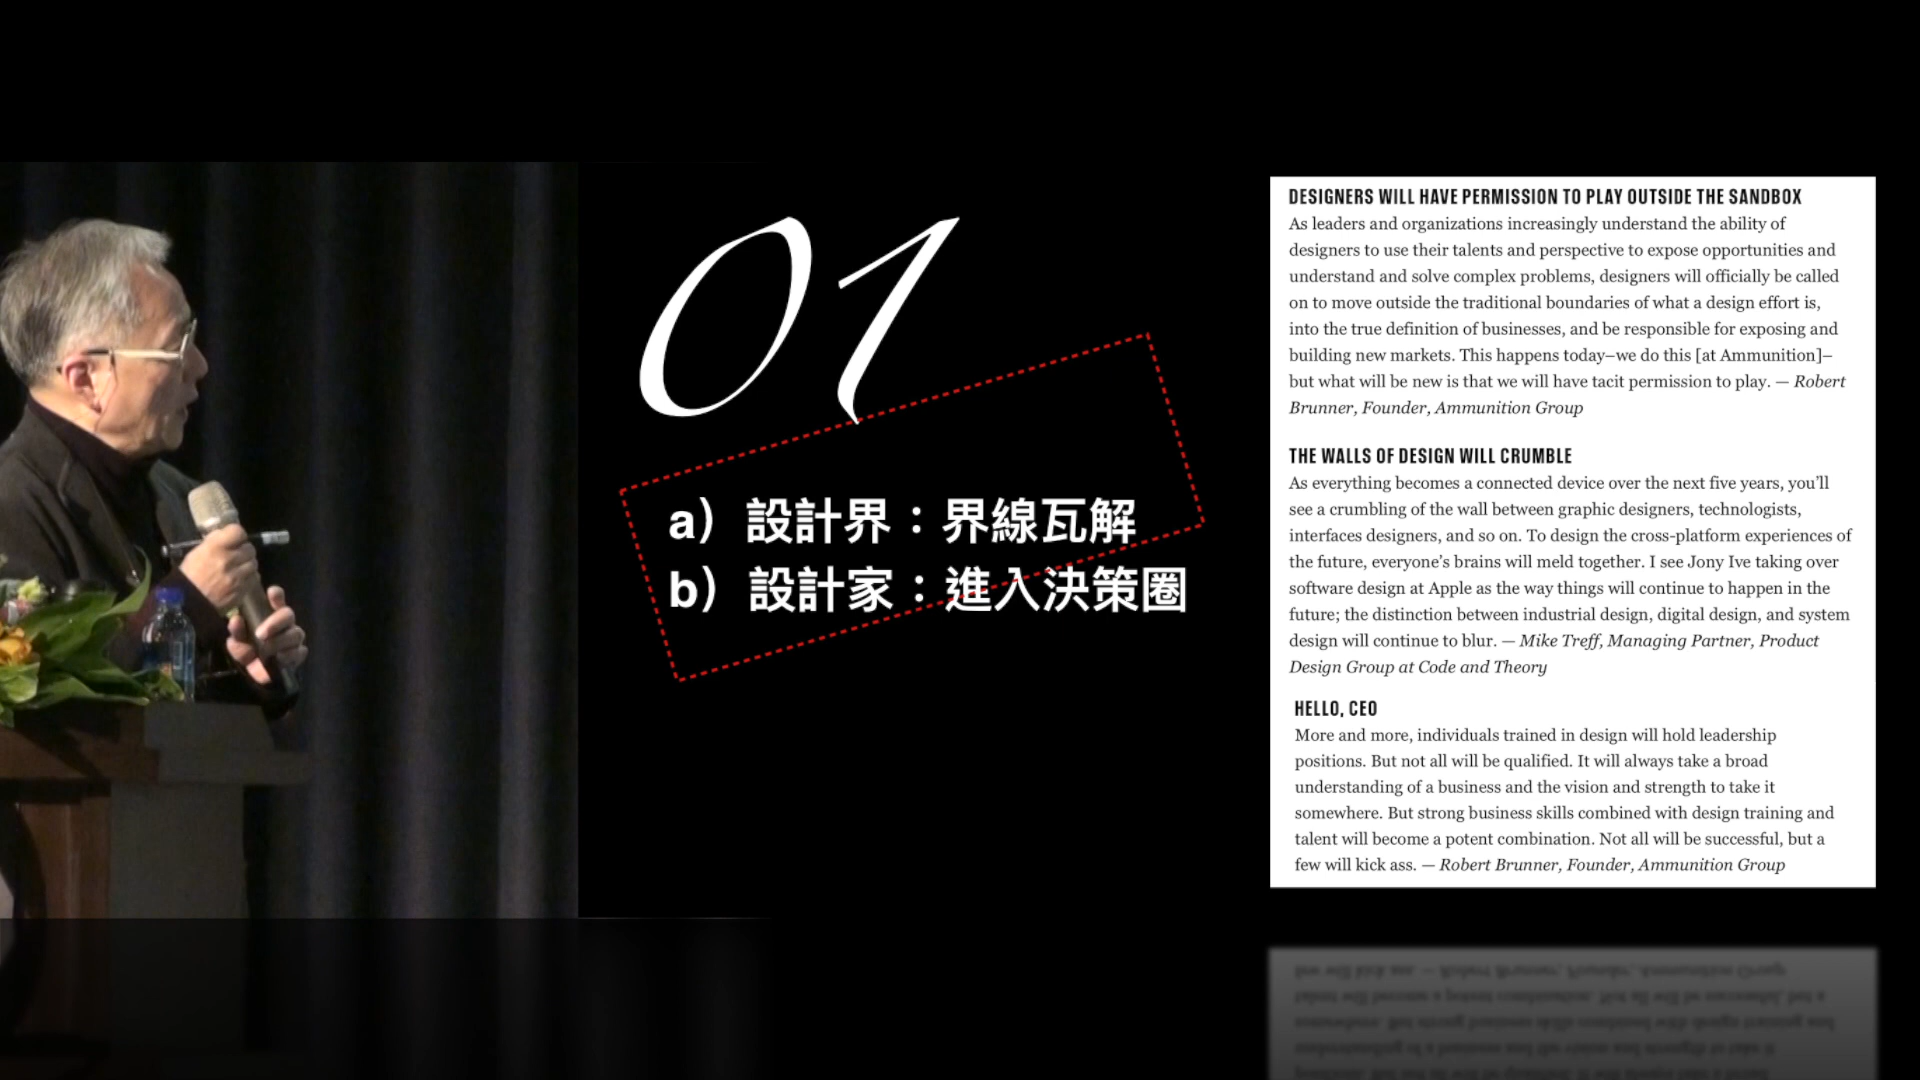 01
a）設計界：界線瓦解
b）設計家：進入決策圈
DESIGNERS WILL HAVE PERMISSION TO PLAY OUTSIDE THE SANDBOX
As leaders and organizations increasingly understand the ability of
designers to use their talents and perspective to expose opportunities and
understand and solve complex problems, designers will officially be called
on to move outside the traditional boundaries of what a design effort is,
into the true definition of businesses, and be responsible for exposing and
building new markets. This happens today–we do this [at Ammunition]–
but what will be new is that we will have tacit permission to play. — Robert
Brunner, Founder, Ammunition Group
THE WALLS OF DESIGN WILL CRUMBLE
As everything becomes a connected device over the next five years, you’ll
see a crumbling of the wall between graphic designers, technologists,
interfaces designers, and so on. To design the cross-platform experiences of
the future, everyone’s brains will meld together. I see Jony Ive taking over
software design at Apple as the way things will continue to happen in the
future; the distinction between industrial design, digital design, and system
design will continue to blur. — Mike Treff, Managing Partner, Product
Design Group at Code and Theory
HELLO, CEO
More and more, individuals trained in design will hold leadership
positions. But not all will be qualified. It will always take a broad
understanding of a business and the vision and strength to take it
somewhere. But strong business skills combined with design training and
talent will become a potent combination. Not all will be successful, but a
few will kick ass. — Robert Brunner, Founder, Ammunition Group